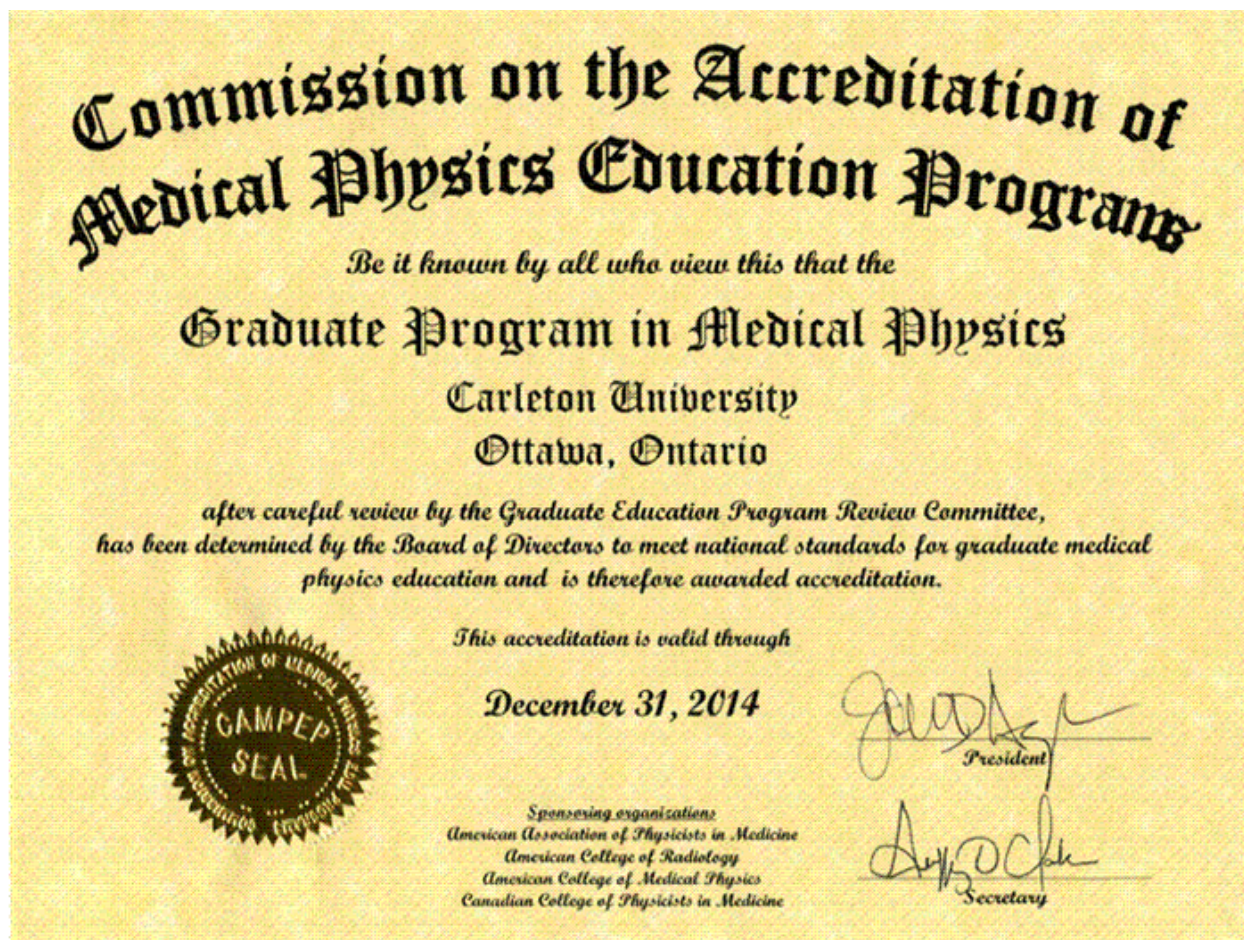 Commission on the Accreditation of
Medical Physics Education Programs
Be it known by all who view this that the
Graduate Program in Medical Physics
Carleton University
Ottawa, Ontario
after careful review by the Graduate Education Program Review Committee,
has been determined by the Board of Directors to meet national standards for graduate medical
physics education and is therefore awarded accreditation.
This accreditation is valid through
December 31, 2014
CAMPEP
SEAL
President
Secretary
Sponsoring organizations
American Association of Physicists in Medicine
American College of Radiology
American College of Medical Physics
Canadian College of Physicists in Medicine